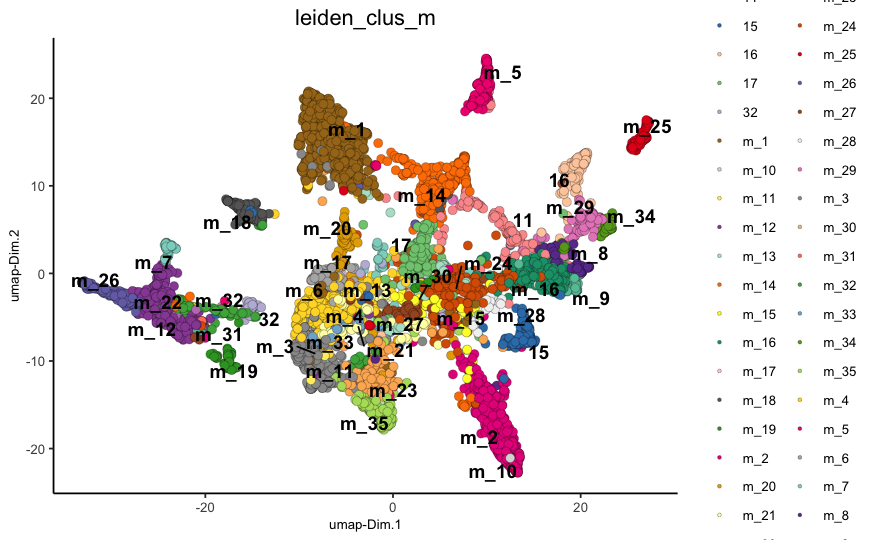 leiden_clus_m
m_5
m_1
m_25
16
m_14
m_29
m_34
m_18
m_20
11
17
m_7
m_17
m_24
m_8
m_26
m_30
m_16
m_6
m_13
m_9
m_22
m_32
32
m_4
m_15
m_28
m_12
m_31
m_27
m_3
m_33
m_21
15
m_19
m_11
m_23
m_35
m_2
m_10
umap-Dim.2
20
10
0
-10
-20
-20
0
20
umap-Dim.1
15
16
17
32
m_1
m_10
m_11
m_12
m_13
m_14
m_15
m_16
m_17
m_18
m_19
m_2
m_20
m_21
m_24
m_25
m_26
m_27
m_28
m_29
m_3
m_30
m_31
m_32
m_33
m_34
m_35
m_4
m_5
m_6
m_7
m_8